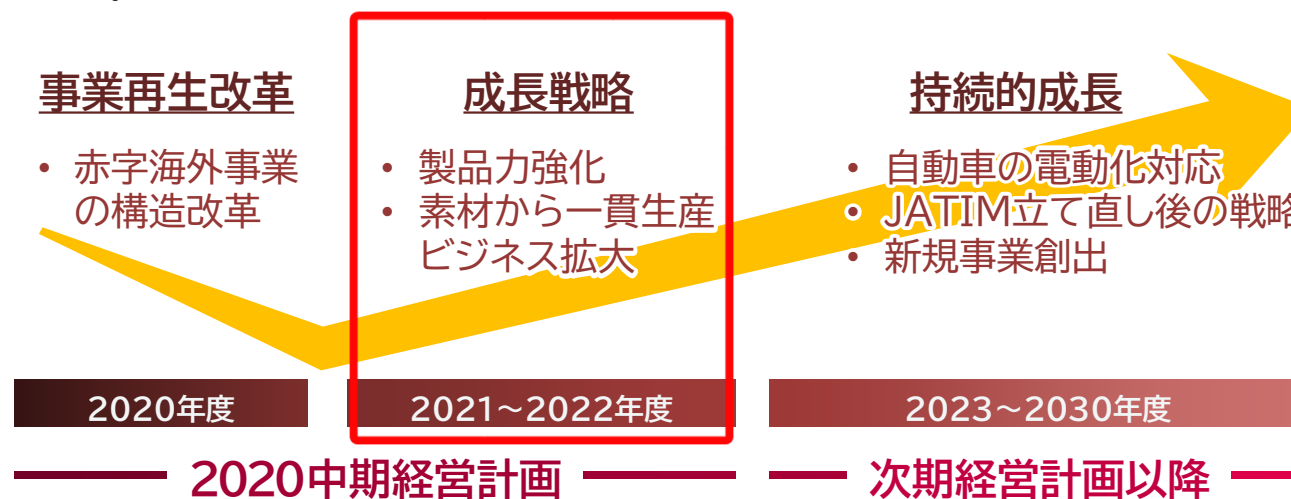 事業再生改革
• 赤字海外事業
の構造改革
成長戦略
• 製品力強化
• 素材から一貫生産
ビジネス拡大
持続的成長
• 自動車の電動化対応
• JATIM立て直し後の戦略
• 新規事業創出
2020年度
2021～2022年度
2023～2030年度
2020中期経営計画
次期経営計画以降